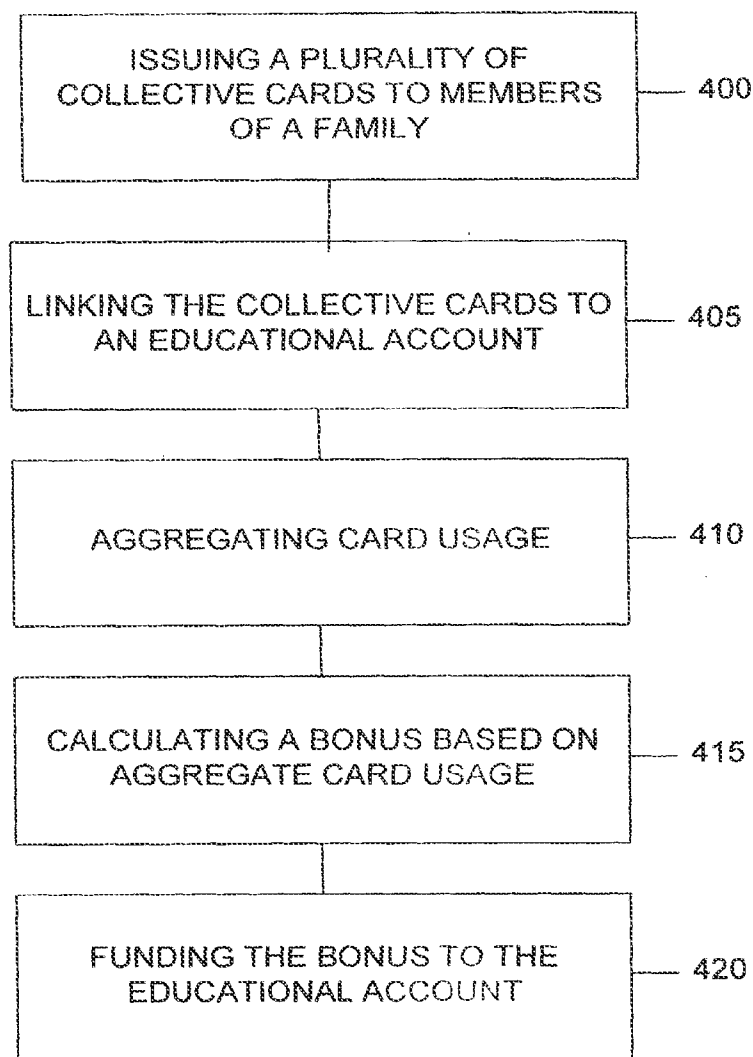 ISSUING A PLURALITY OF
COLLECTIVE CARDS TO MEMBERS
OF A FAMILY
400
LINKING THE COLLECTIVE CARDS TO
AN EDUCATIONAL ACCOUNT
405
AGGREGATING CARD USAGE
410
CALCULATING A BONUS BASED ON
AGGREGATE CARD USAGE
415
FUNDING THE BONUS TO THE
EDUCATIONAL ACCOUNT
420